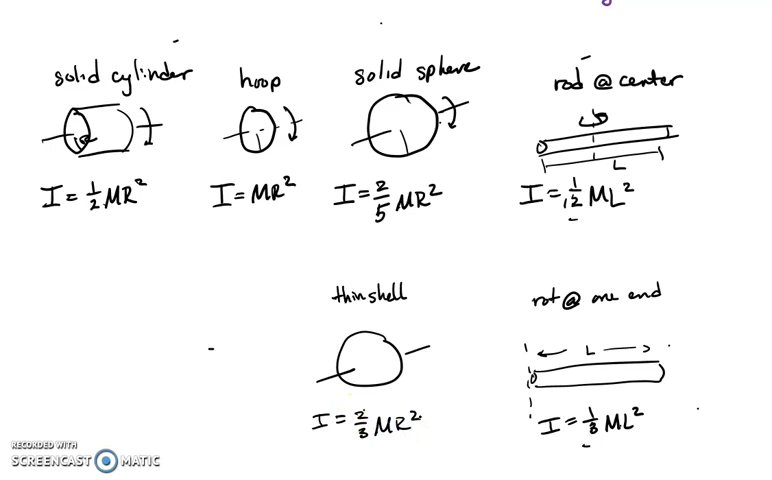 solid cylinder
hoop
solid sphere
rod @ center
L
I = 1/2 MR²
I = MR²
I = 2/5 MR²
I = 1/12 ML²
thin shell
rot @ one end
L
I = 2/3 MR²
I = 1/3 ML²
RECORDED WITH
SCREENCAST MATIC